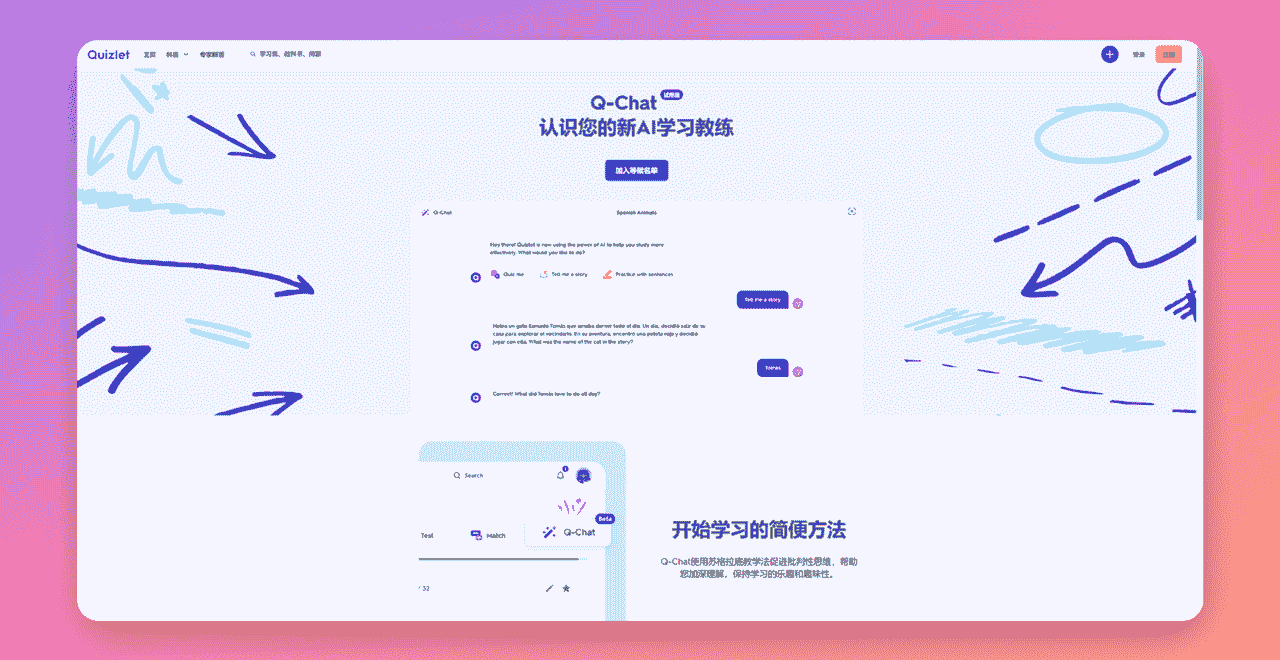 Quizlet
主页 科目 专家解答
学习集、教科书、问题
登录
注册
Q-Chat 试用版
认识您的新AI学习教练
加入等候名单
Q-Chat
Spanish Animals
Hey there! Quizlet is now using the power of AI to help you study more
effectively. What would you like to do?
Quiz me
Tell me a story
Practice with sentences
Tell me a story
Había un gato llamado Tomás que amaba dormir todo el día. Un día, decidió salir de su
casa para explorar el vecindario. En su aventura, encontró una pelota roja y decidió
jugar con ella. What was the name of the cat in the story?
Tomás
Correct! What did Tomás love to do all day?
Search
Beta
Test
Match
Q-Chat
/ 32
开始学习的简便方法
Q-Chat使用苏格拉底教学法促进批判性思维，帮助
您加深理解，保持学习的乐趣和趣味性。